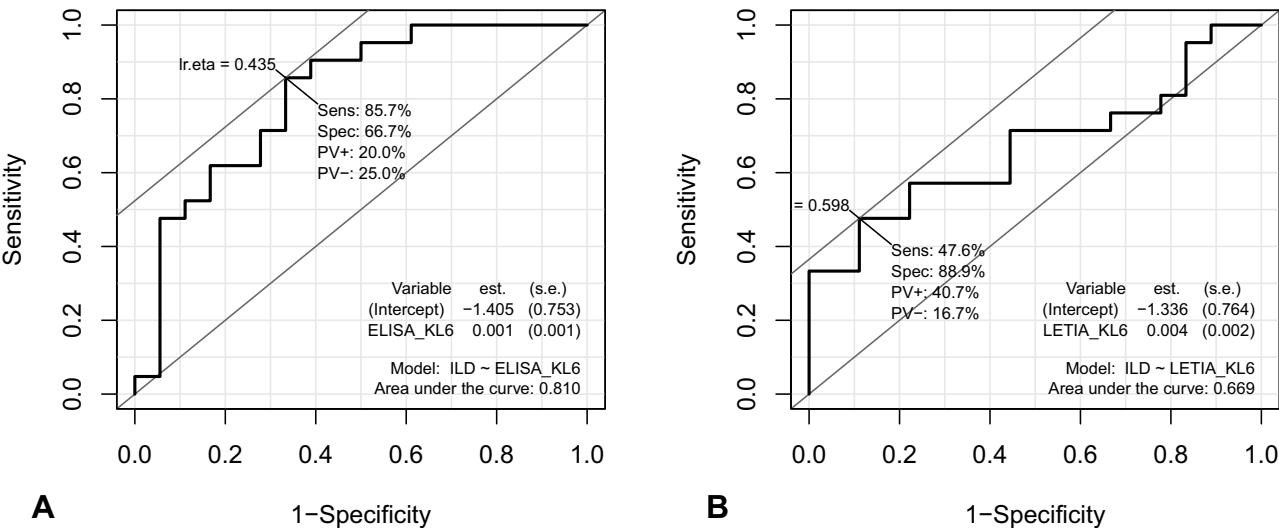 1.0
0.8
0.6
0.4
0.2
0.0
Sensitivity
lr.eta = 0.435
Sens: 85.7%
Spec: 66.7%
PV+: 20.0%
PV−: 25.0%
Variable est. (s.e.)
(Intercept) −1.405 (0.753)
ELISA_KL6 0.001 (0.001)
Model: ILD ~ ELISA_KL6
Area under the curve: 0.810
0.0 0.2 0.4 0.6 0.8 1.0
1−Specificity
A
1.0
0.8
0.6
0.4
0.2
0.0
Sensitivity
= 0.598
Sens: 47.6%
Spec: 88.9%
PV+: 40.7%
PV−: 16.7%
Variable est. (s.e.)
(Intercept) −1.336 (0.764)
LETIA_KL6 0.004 (0.002)
Model: ILD ~ LETIA_KL6
Area under the curve: 0.669
0.0 0.2 0.4 0.6 0.8 1.0
1−Specificity
B